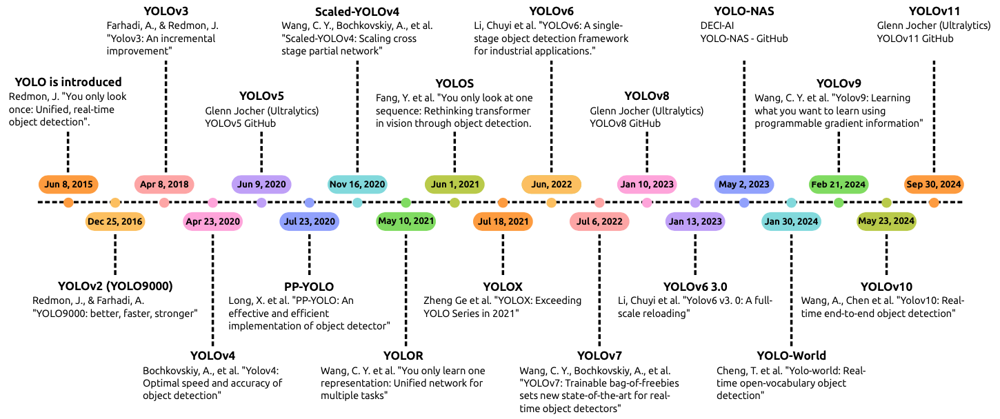 YOLOv3
Farhadi, A., & Redmon, J.
"Yolov3: An incremental
improvement"
Scaled-YOLOv4
Wang, C. Y., Bochkovskiy, A., et al.
"Scaled-YOLOv4: Scaling cross
stage partial network"
YOLOv6
Li, Chuyi et al. "YOLOv6: A single-
stage object detection framework
for industrial applications."
YOLO-NAS
DECI-AI
YOLO-NAS - GitHub
YOLOv11
Glenn Jocher (Ultralytics)
YOLOv11 GitHub
YOLO is introduced
Redmon, J. "You only look
once: Unified, real-time
object detection".
YOLOv5
Glenn Jocher (Ultralytics)
YOLOv5 GitHub
YOLOS
Fang, Y. et al. "You only look at one
sequence: Rethinking transformer
in vision through object detection.
YOLOv8
Glenn Jocher (Ultralytics)
YOLOv8 GitHub
YOLOv9
Wang, C. Y. et al. "Yolov9: Learning
what you want to learn using
programmable gradient information"
Jun 8, 2015
Apr 8, 2018
Jun 9, 2020
Nov 16, 2020
Jun 1, 2021
Jun, 2022
Jan 10, 2023
May 2, 2023
Feb 21, 2024
Sep 30, 2024
Dec 25, 2016
Apr 23, 2020
Jul 23, 2020
May 10, 2021
Jul 18, 2021
Jul 6, 2022
Jan 13, 2023
Jan 30, 2024
May 23, 2024
YOLOv2 (YOLO9000)
Redmon, J., & Farhadi, A.
"YOLO9000: better, faster, stronger"
PP-YOLO
Long, X. et al. "PP-YOLO: An
effective and efficient
implementation of object detector"
YOLOX
Zheng Ge et al. "YOLOX: Exceeding
YOLO Series in 2021"
YOLOv6 3.0
Li, Chuyi et al. "Yolov6 v3. 0: A full-
scale reloading"
YOLOv10
Wang, A., Chen et al. "Yolov10: Real-
time end-to-end object detection"
YOLOv4
Bochkovskiy, A., et al. "Yolov4:
Optimal speed and accuracy of
object detection"
YOLOR
Wang, C. Y. et al. "You only learn one
representation: Unified network for
multiple tasks"
YOLOv7
Wang, C. Y., Bochkovskiy, A., et al.
"YOLOv7: Trainable bag-of-freebies
sets new state-of-the-art for real-
time object detectors"
YOLO-World
Cheng, T. et al. "Yolo-world: Real-
time open-vocabulary object
detection"